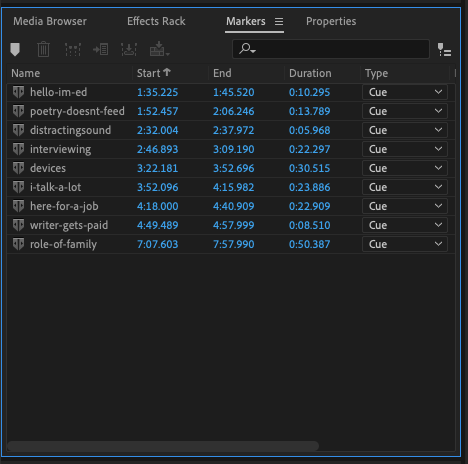 Media Browser Effects Rack Markers Properties
Name Start End Duration Type
hello-im-ed 1:35.225 1:45.520 0:10.295 Cue
poetry-doesnt-feed 1:52.457 2:06.246 0:13.789 Cue
distractingsound 2:32.004 2:37.972 0:05.968 Cue
interviewing 2:46.893 3:09.190 0:22.297 Cue
devices 3:22.181 3:52.696 0:30.515 Cue
i-talk-a-lot 3:52.096 4:15.982 0:23.886 Cue
here-for-a-job 4:18.000 4:40.909 0:22.909 Cue
writer-gets-paid 4:49.489 4:57.999 0:08.510 Cue
role-of-family 7:07.603 7:57.990 0:50.387 Cue